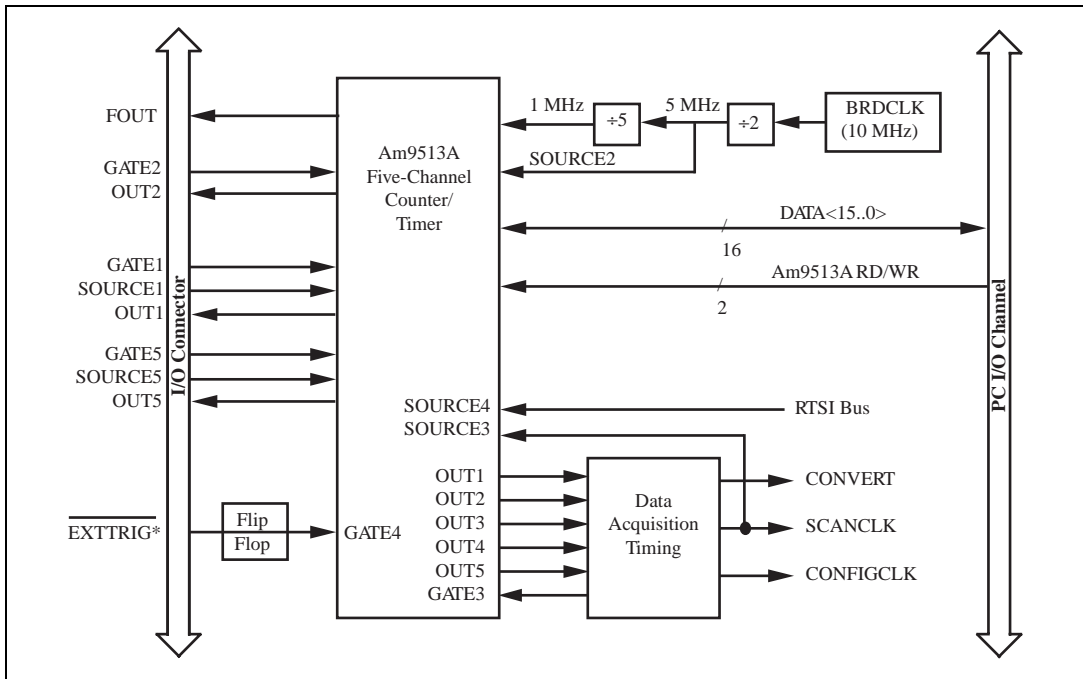 FOUT
GATE2
OUT2
GATE1
SOURCE1
OUT1
GATE5
SOURCE5
OUT5
EXTTRIG*
I/O Connector
Flip
Flop
Am9513A
Five-Channel
Counter/
Timer
1 MHz
÷5
5 MHz
÷2
BRDCLK
(10 MHz)
SOURCE2
DATA<15..0>
/
16
Am9513A RD/WR
/
2
SOURCE4
RTSI Bus
SOURCE3
GATE4
OUT1
OUT2
OUT3
OUT4
OUT5
GATE3
Data
Acquisition
Timing
CONVERT
SCANCLK
CONFIGCLK
PC I/O Channel